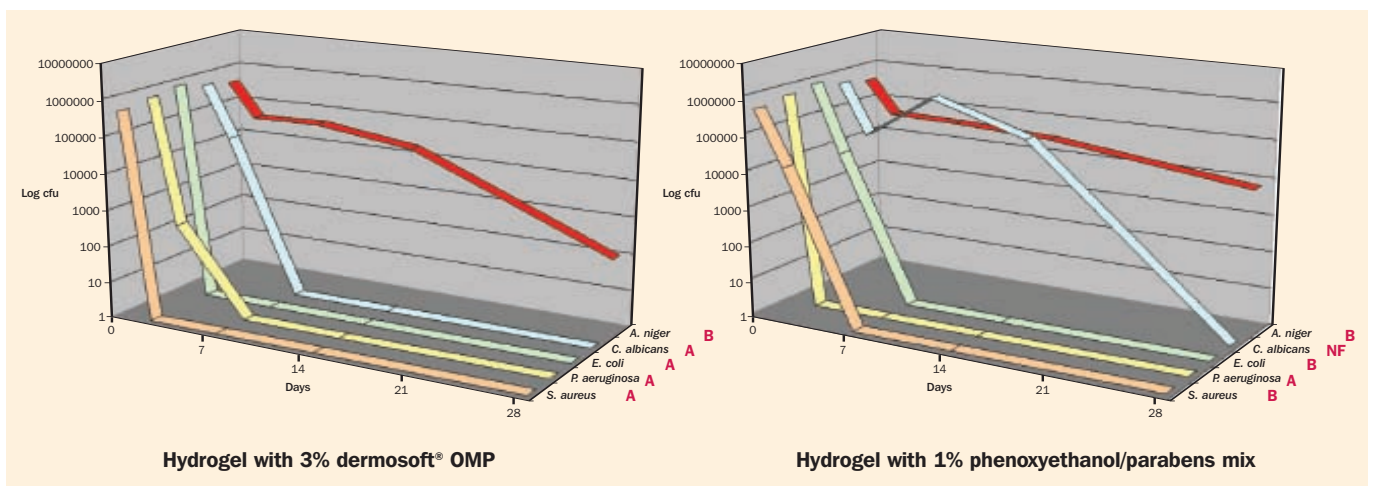 10000000
1000000
100000
10000
Log cfu
1000
100
10
1
0
7
14
Days
21
28
A. niger B
C. albicans A
E. coli A
P. aeruginosa A
S. aureus A
Hydrogel with 3% dermosoft® OMP
10000000
1000000
100000
10000
Log cfu
1000
100
10
1
0
7
14
Days
21
28
A. niger B
C. albicans NF
E. coli B
P. aeruginosa A
S. aureus B
Hydrogel with 1% phenoxyethanol/parabens mix